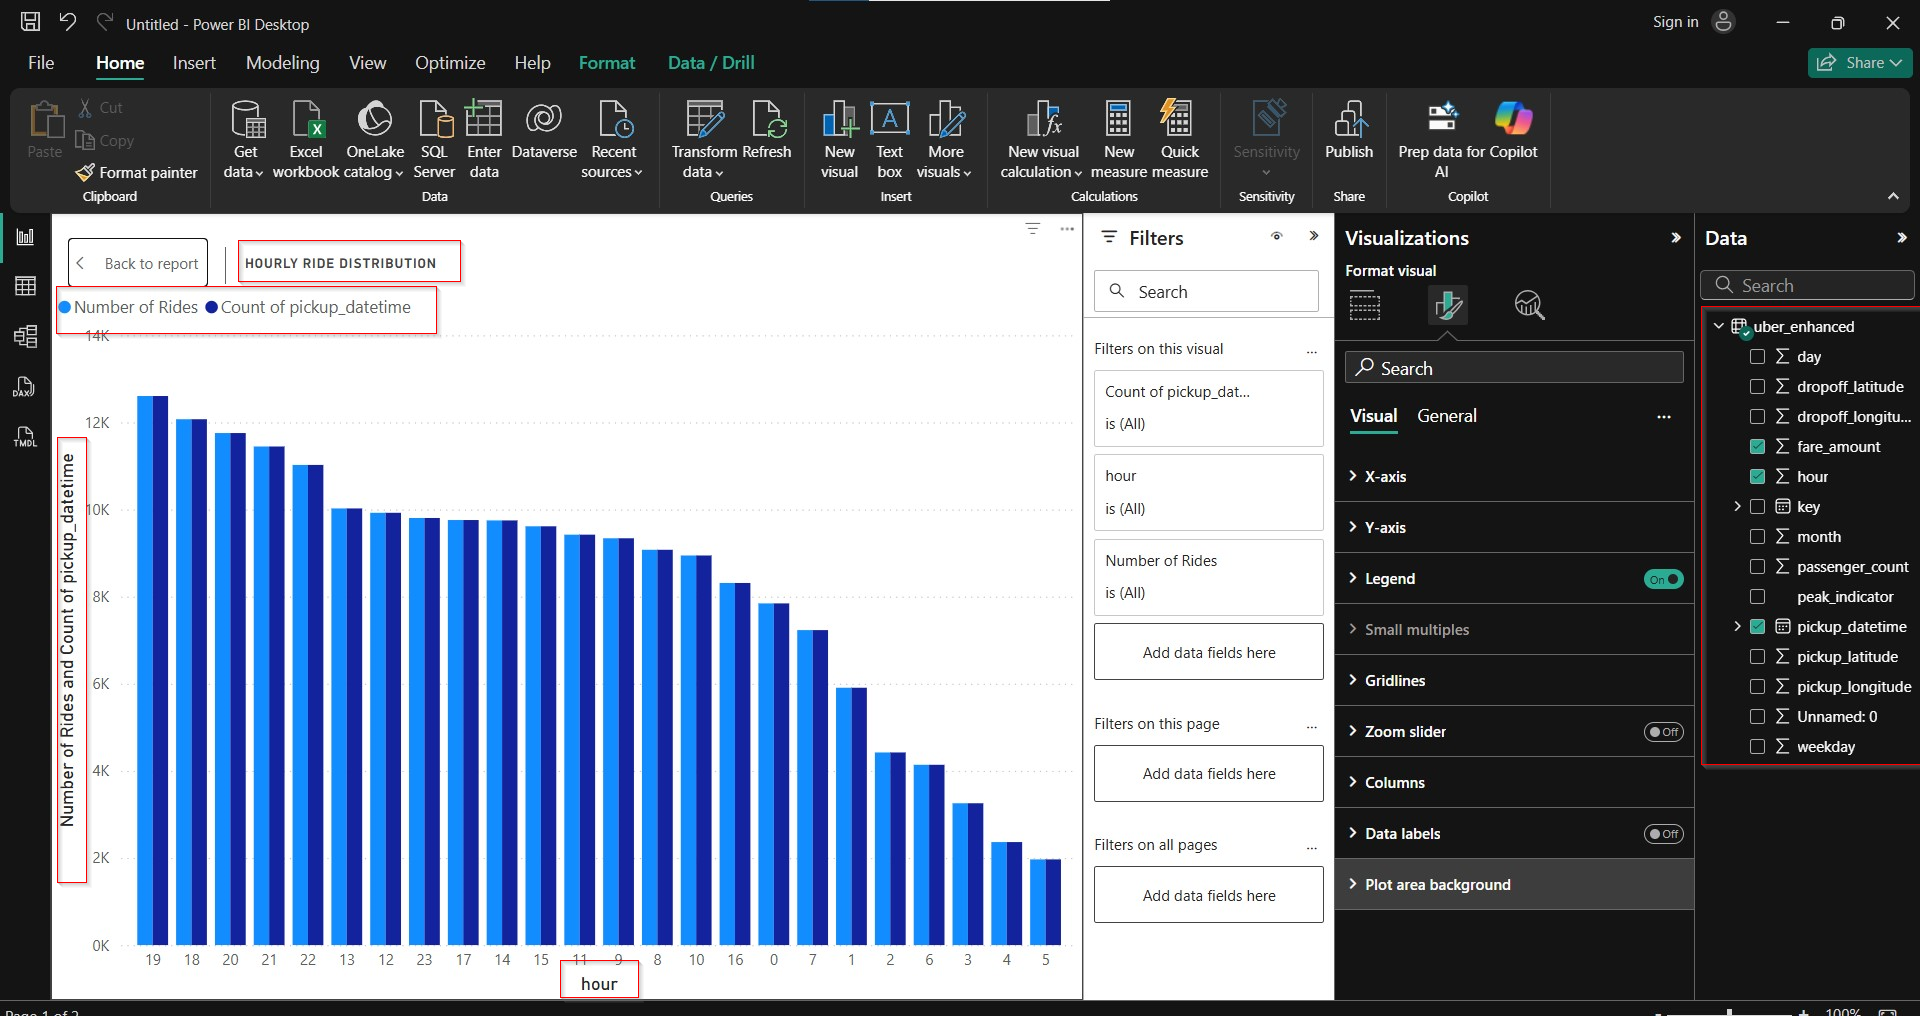 Untitled - Power BI Desktop
Sign in
File Home Insert Modeling View Optimize Help Format Data / Drill
Share
Paste
Cut
Copy
Format painter
Clipboard
Get data
Excel workbook
OneLake catalog
SQL Server
Enter data
Dataverse
Recent sources
Data
Transform data
Refresh
Queries
New visual
Text box
More visuals
Insert
New visual calculation
New measure
Quick measure
Calculations
Sensitivity
Sensitivity
Publish
Share
Prep data for AI
Copilot
Copilot
DAX
TMDL
Back to report
HOURLY RIDE DISTRIBUTION
Number of Rides Count of pickup_datetime
Number of Rides and Count of pickup_datetime
14K
12K
10K
8K
6K
4K
2K
0K
19 18 20 21 22 13 12 23 17 14 15 11 9 8 10 16 0 7 1 2 6 3 4 5
hour
Filters
Search
Filters on this visual ...
Count of pickup_dat...
is (All)
hour
is (All)
Number of Rides
is (All)
Add data fields here
Filters on this page ...
Add data fields here
Filters on all pages ...
Add data fields here
Visualizations
Format visual
Search
Visual General ...
X-axis
Y-axis
Legend On
Small multiples
Gridlines
Zoom slider Off
Columns
Data labels Off
Plot area background
Data
Search
uber_enhanced
day
dropoff_latitude
dropoff_longitu...
fare_amount
hour
key
month
passenger_count
peak_indicator
pickup_datetime
pickup_latitude
pickup_longitude
Unnamed: 0
weekday
Page 1 of 2
100%